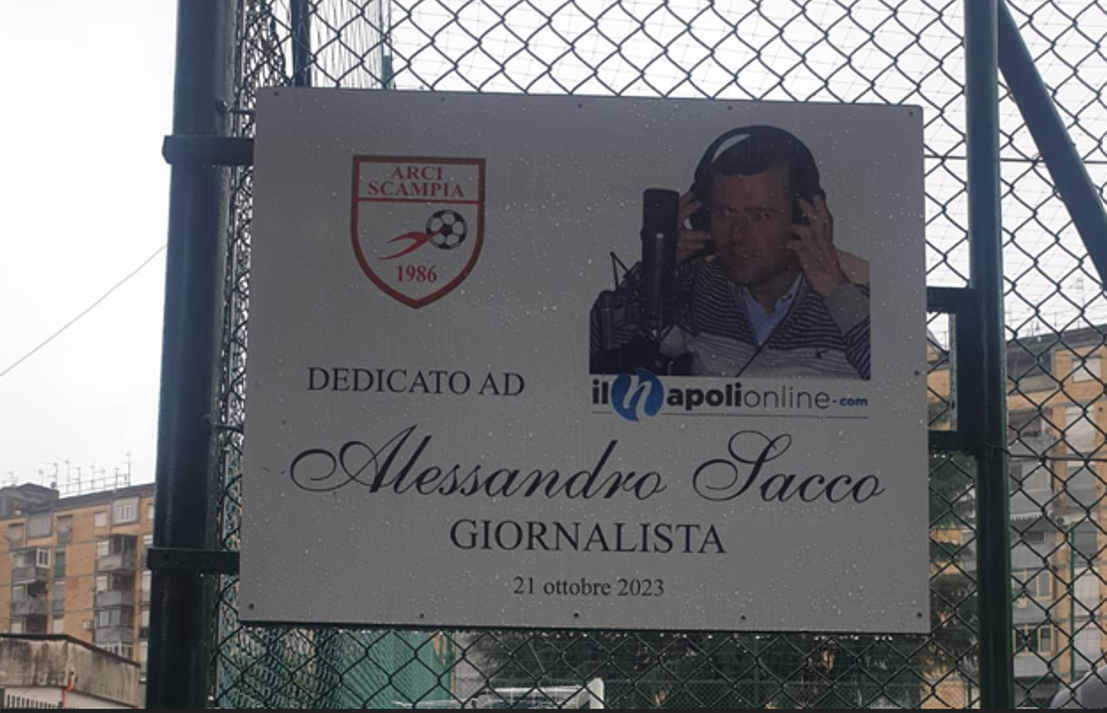 ARCI
SCAMPIA
1986
ilnapolionline.com
DEDICATO AD
Alessandro Sacco
GIORNALISTA
21 ottobre 2023